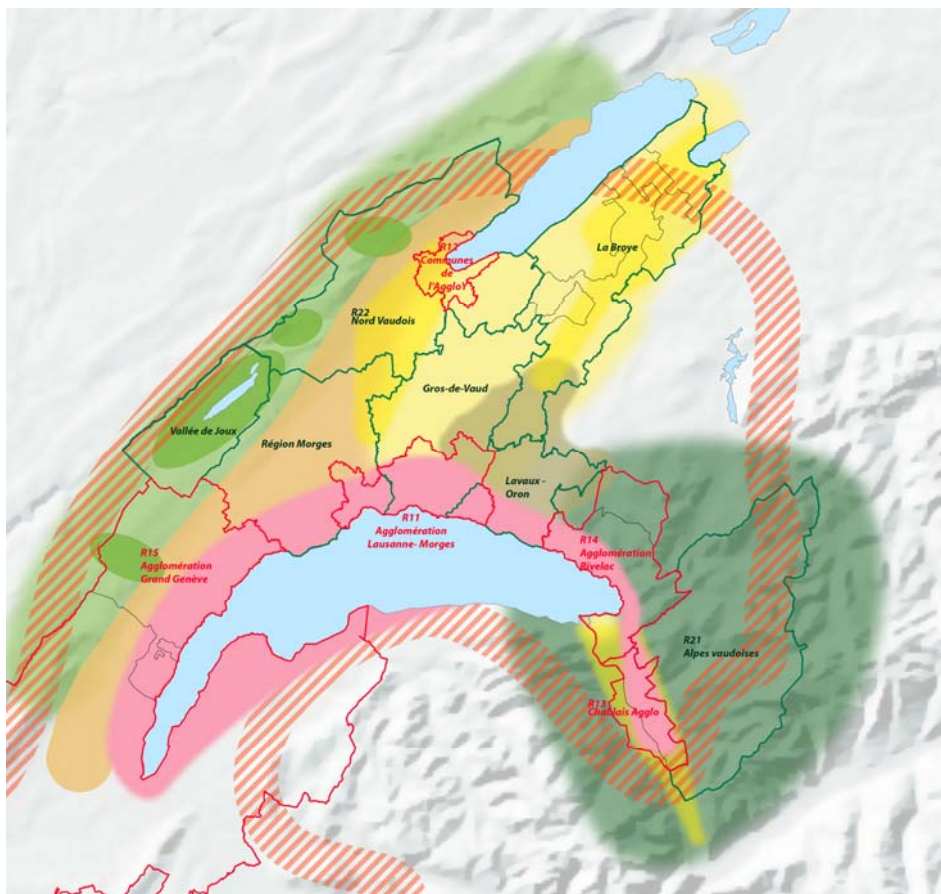 La Broye
R12
Communes
de
l'AggloY
R22
Nord Vaudois
Gros-de-Vaud
Vallée de Joux
Région Morges
Lavaux -
Oron
R11
Agglomération
Lausanne- Morges
R14
Agglomération
Rivelac
R15
Agglomération
Grand Genève
R21
Alpes vaudoises
R13
Chablais Agglo